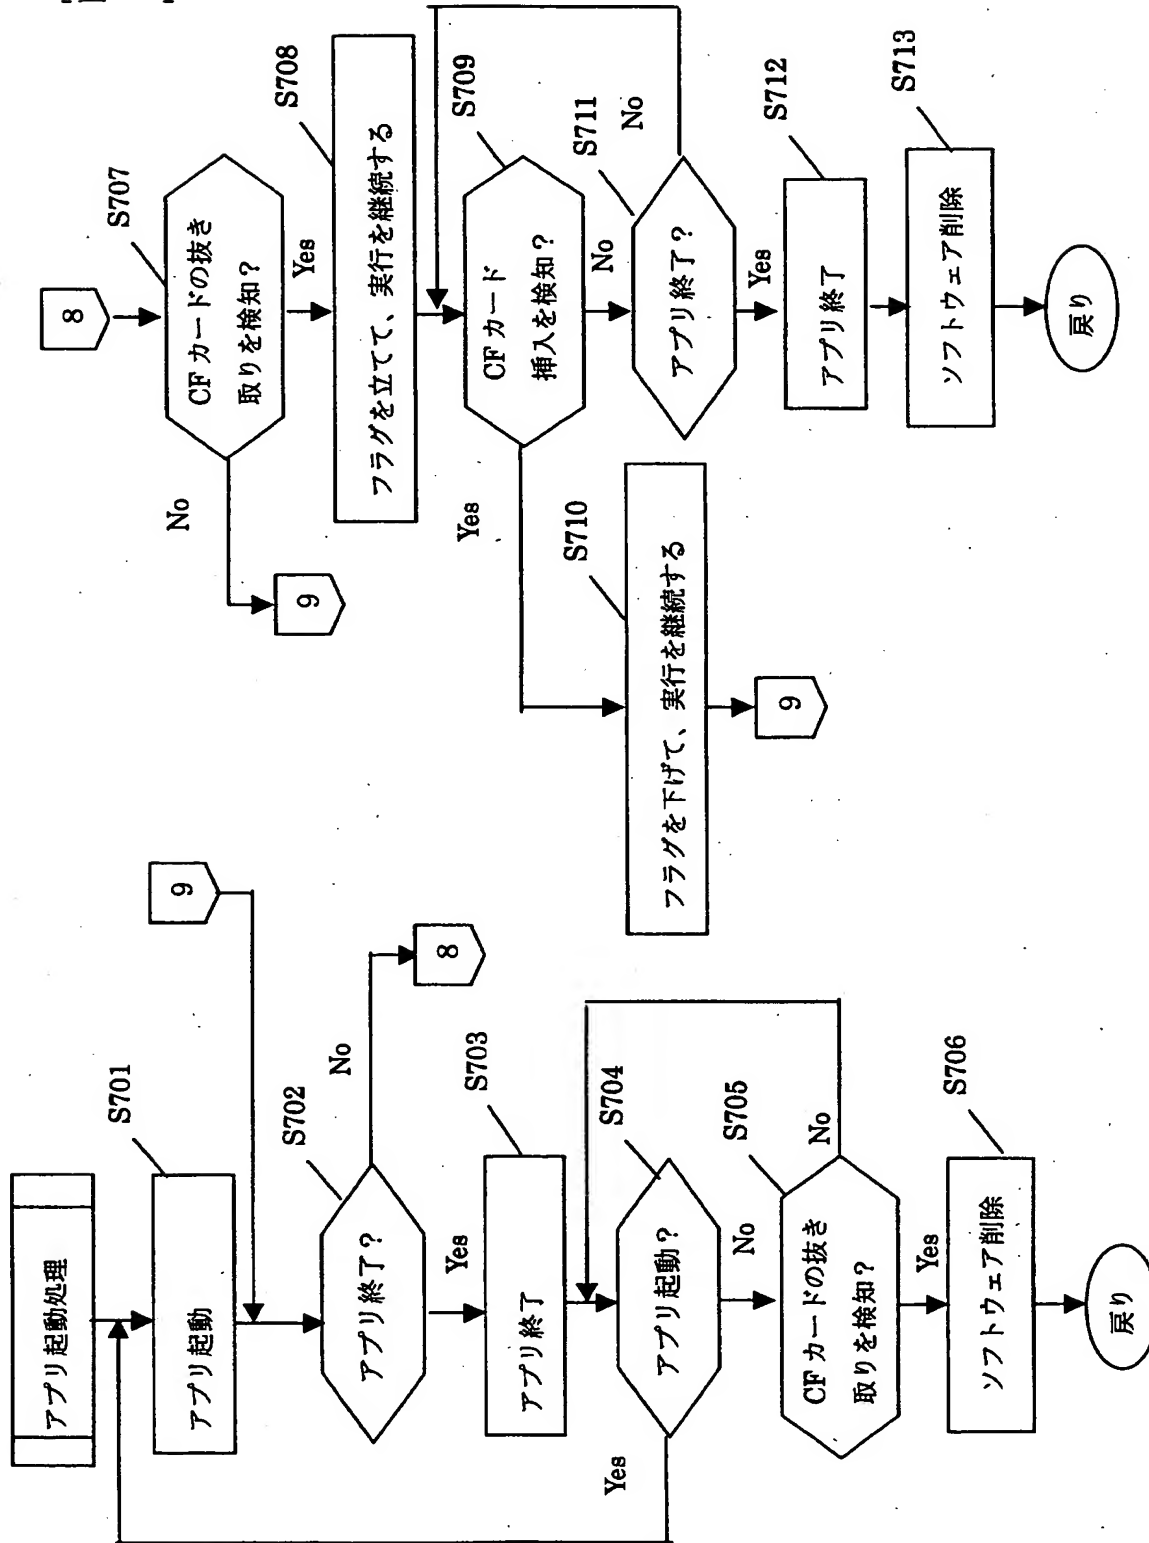 アプリ起動処理
S701
アプリ起動
9
S702
アプリ終了？
No
8
Yes
S703
アプリ終了
S704
アプリ起動？
Yes
No
S705
CFカードの抜き
取りを検知？
No
Yes
S706
ソフトウェア削除
戻り
8
S707
CFカードの抜き
取りを検知？
No
9
Yes
S708
フラグを立てて、実行を継続する
S709
CFカード
挿入を検知？
Yes
No
S710
フラグを下げて、実行を継続する
9
S711
アプリ終了？
No
Yes
S712
アプリ終了
S713
ソフトウェア削除
戻り